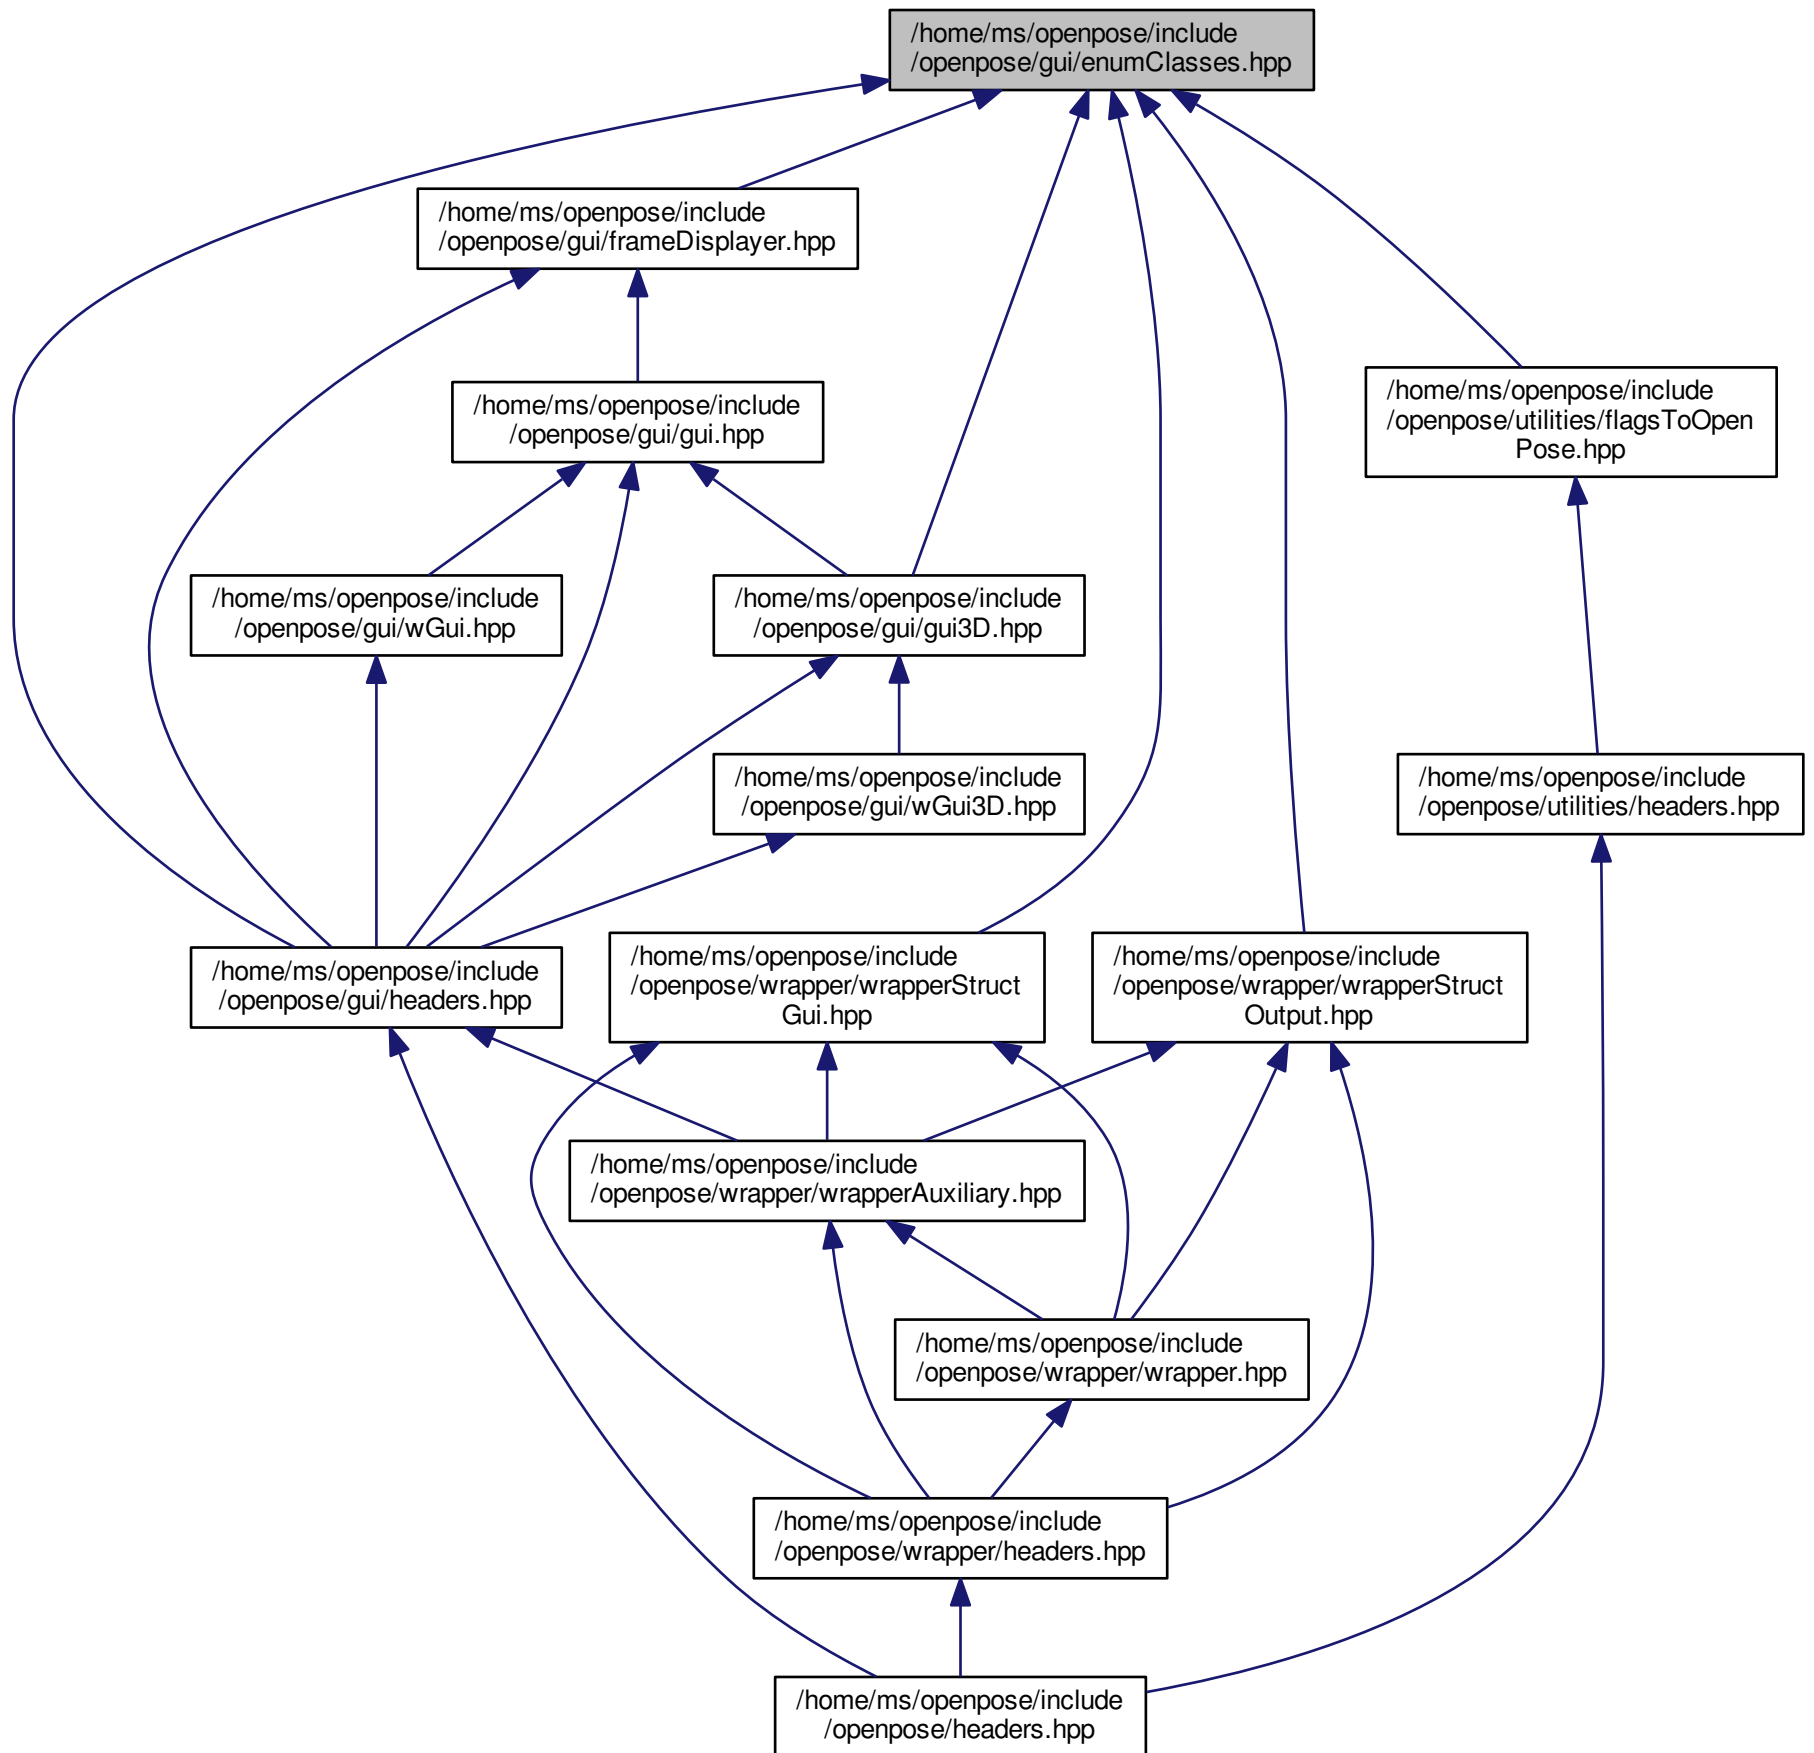 /home/ms/openpose/include
/openpose/gui/enumClasses.hpp
/home/ms/openpose/include
/openpose/gui/frameDisplayer.hpp
/home/ms/openpose/include
/openpose/utilities/flagsToOpen
Pose.hpp
/home/ms/openpose/include
/openpose/gui/gui.hpp
/home/ms/openpose/include
/openpose/gui/wGui.hpp
/home/ms/openpose/include
/openpose/gui/gui3D.hpp
/home/ms/openpose/include
/openpose/gui/wGui3D.hpp
/home/ms/openpose/include
/openpose/utilities/headers.hpp
/home/ms/openpose/include
/openpose/gui/headers.hpp
/home/ms/openpose/include
/openpose/wrapper/wrapperStruct
Gui.hpp
/home/ms/openpose/include
/openpose/wrapper/wrapperStruct
Output.hpp
/home/ms/openpose/include
/openpose/wrapper/wrapperAuxiliary.hpp
/home/ms/openpose/include
/openpose/wrapper/wrapper.hpp
/home/ms/openpose/include
/openpose/wrapper/headers.hpp
/home/ms/openpose/include
/openpose/headers.hpp